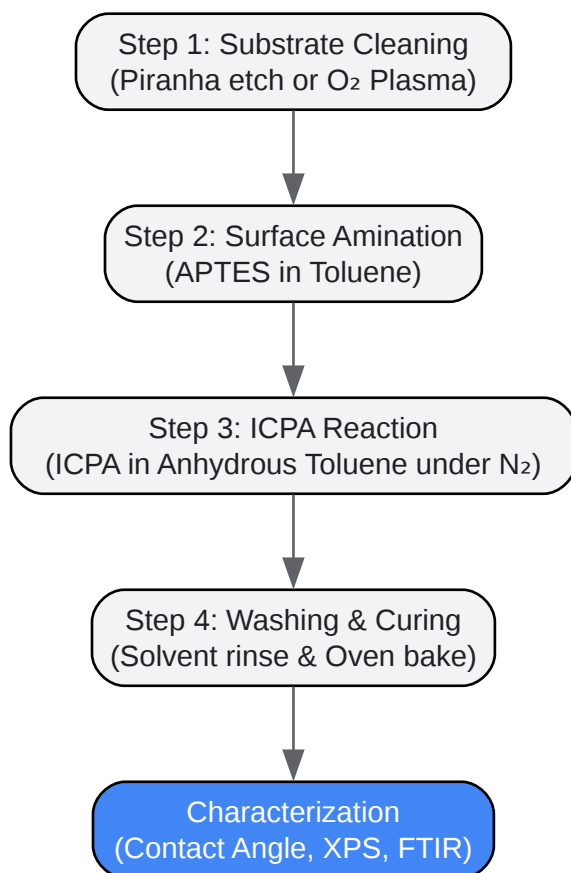 Step 1: Substrate Cleaning
(Piranha etch or O₂ Plasma)
Step 2: Surface Amination
(APTES in Toluene)
Step 3: ICPA Reaction
(ICPA in Anhydrous Toluene under N₂)
Step 4: Washing & Curing
(Solvent rinse & Oven bake)
Characterization
(Contact Angle, XPS, FTIR)